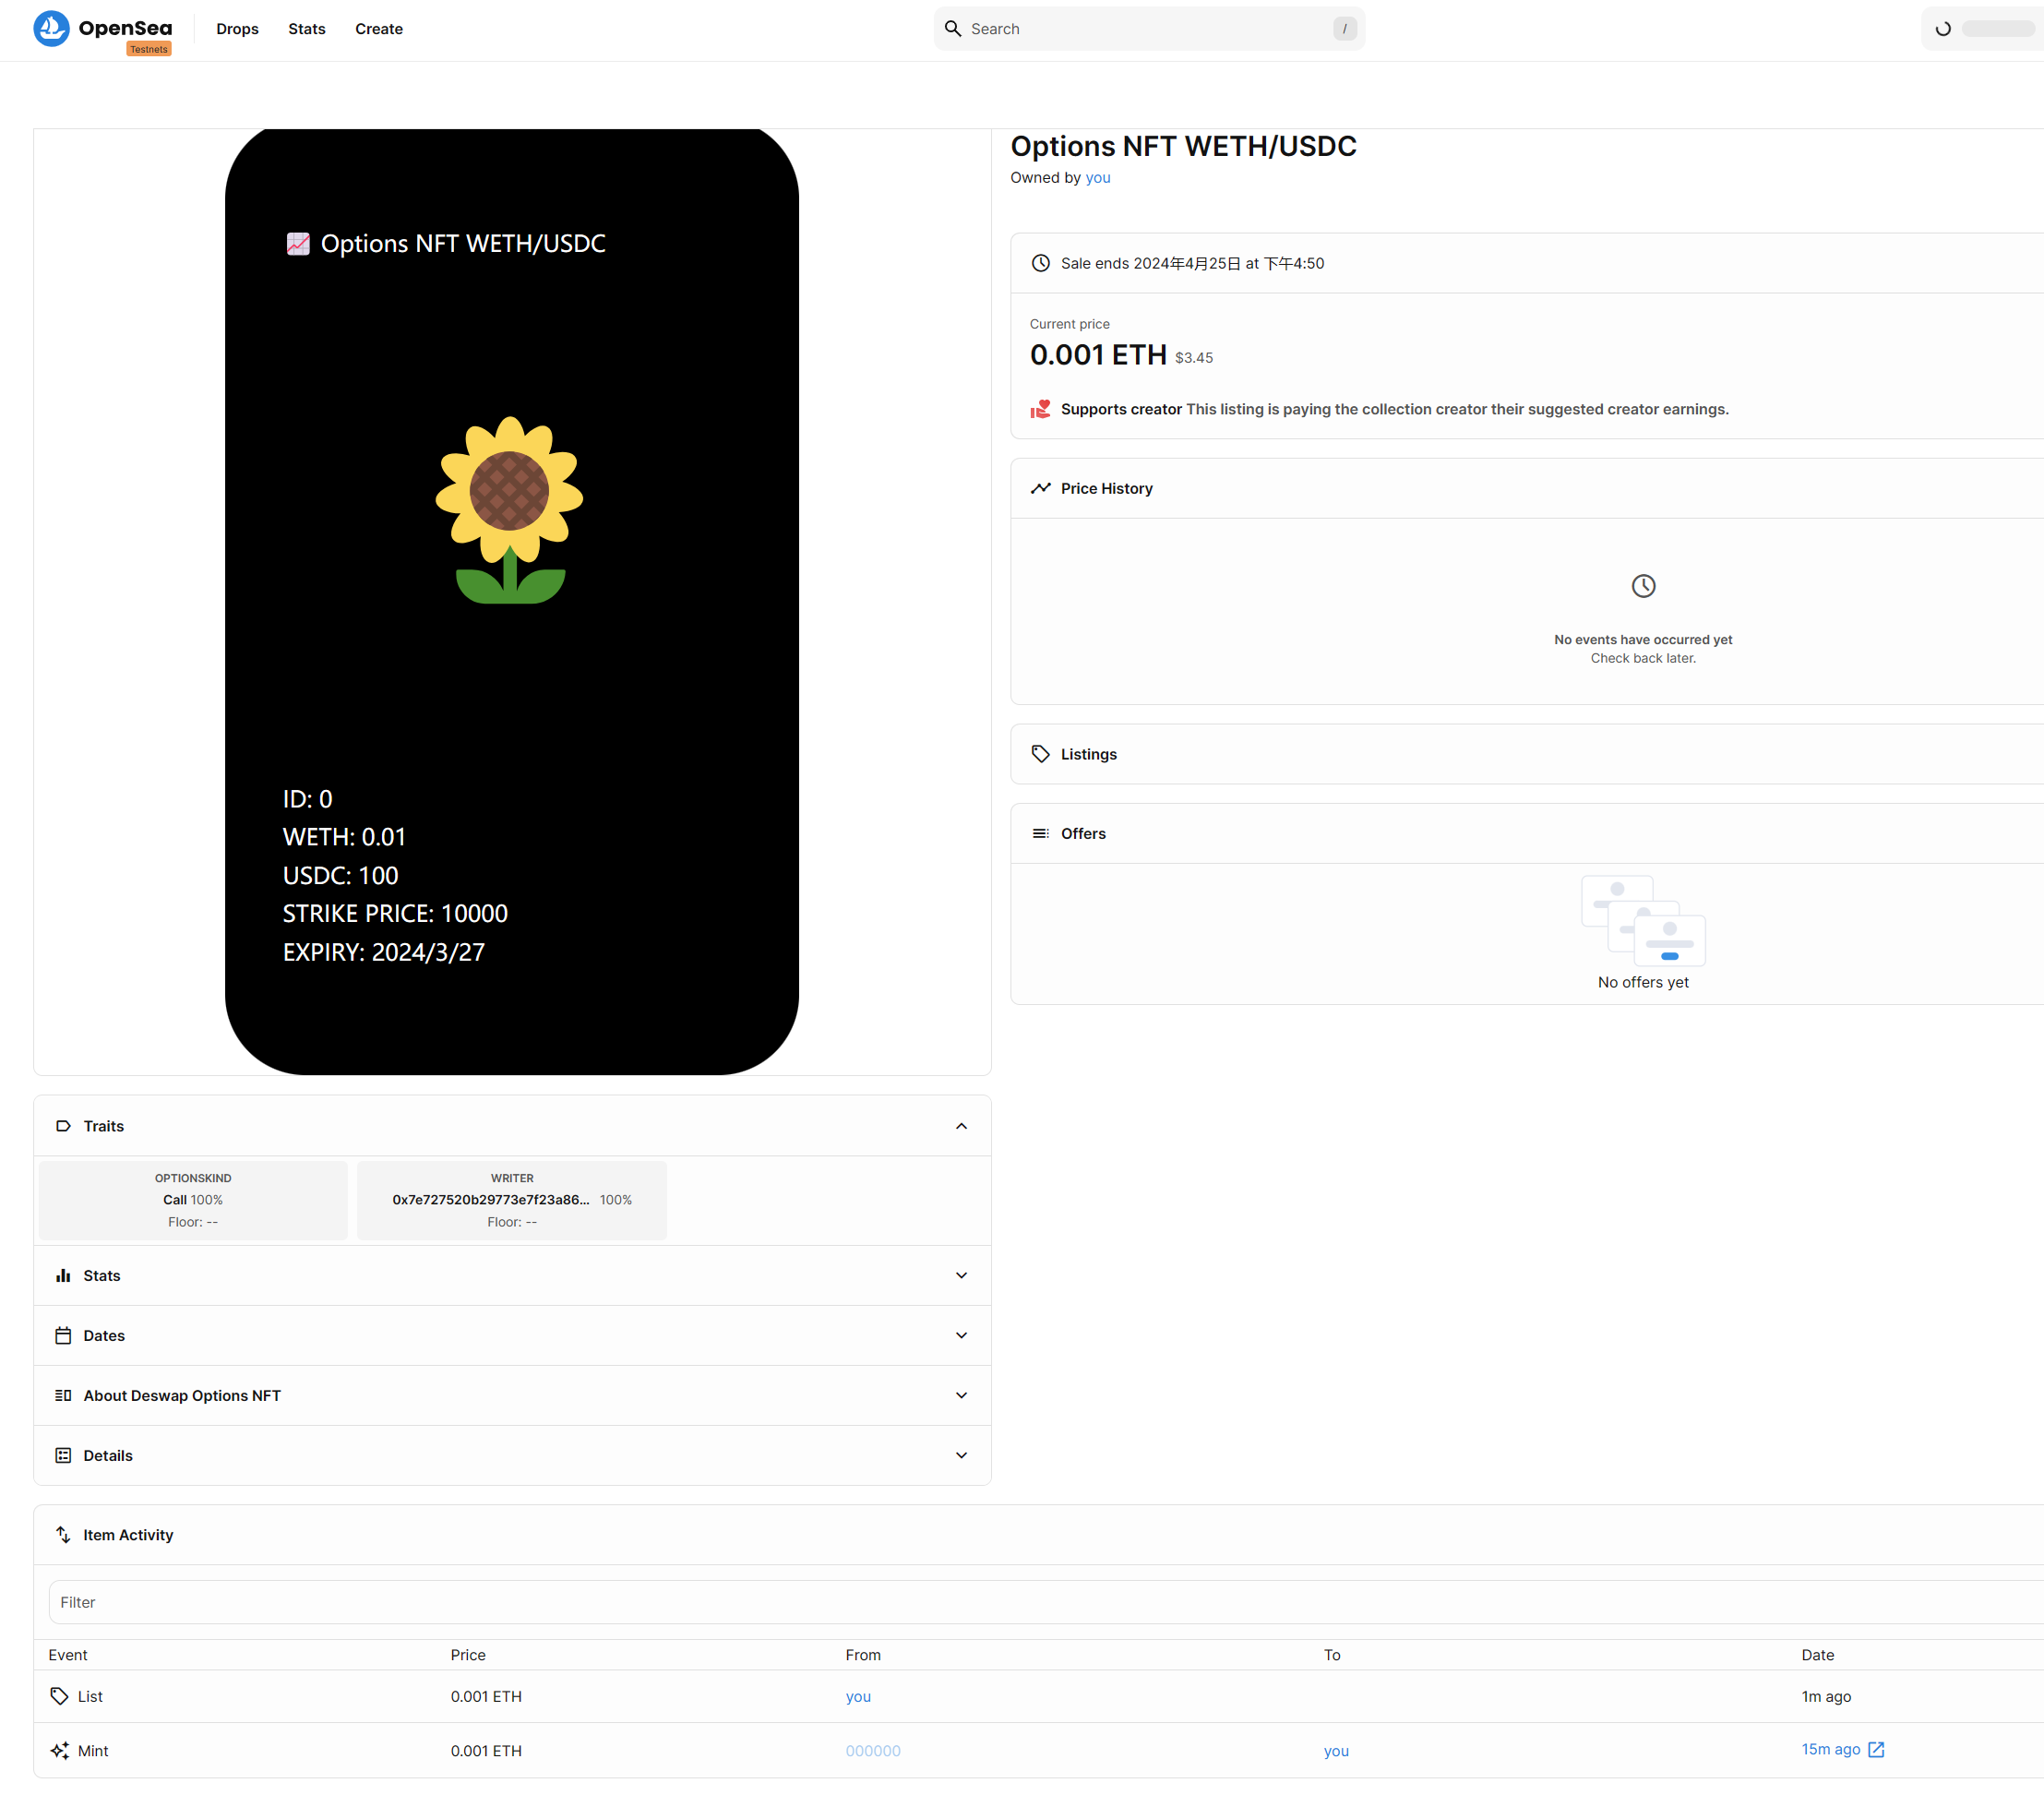 OpenSea
Testnets
Drops
Stats
Create
Search
/
Options NFT WETH/USDC
ID: 0
WETH: 0.01
USDC: 100
STRIKE PRICE: 10000
EXPIRY: 2024/3/27
Options NFT WETH/USDC
Owned by you
Sale ends 2024年4月25日 at 下午4:50
Current price
0.001 ETH $3.45
Supports creator This listing is paying the collection creator their suggested creator earnings.
Price History
No events have occurred yet
Check back later.
Listings
Offers
No offers yet
Traits
OPTIONSKIND
Call 100%
Floor: --
WRITER
0x7e727520b29773e7f23a86... 100%
Floor: --
Stats
Dates
About Deswap Options NFT
Details
Item Activity
Filter
Event Price From To Date
List 0.001 ETH you 1m ago
Mint 0.001 ETH 000000 you 15m ago